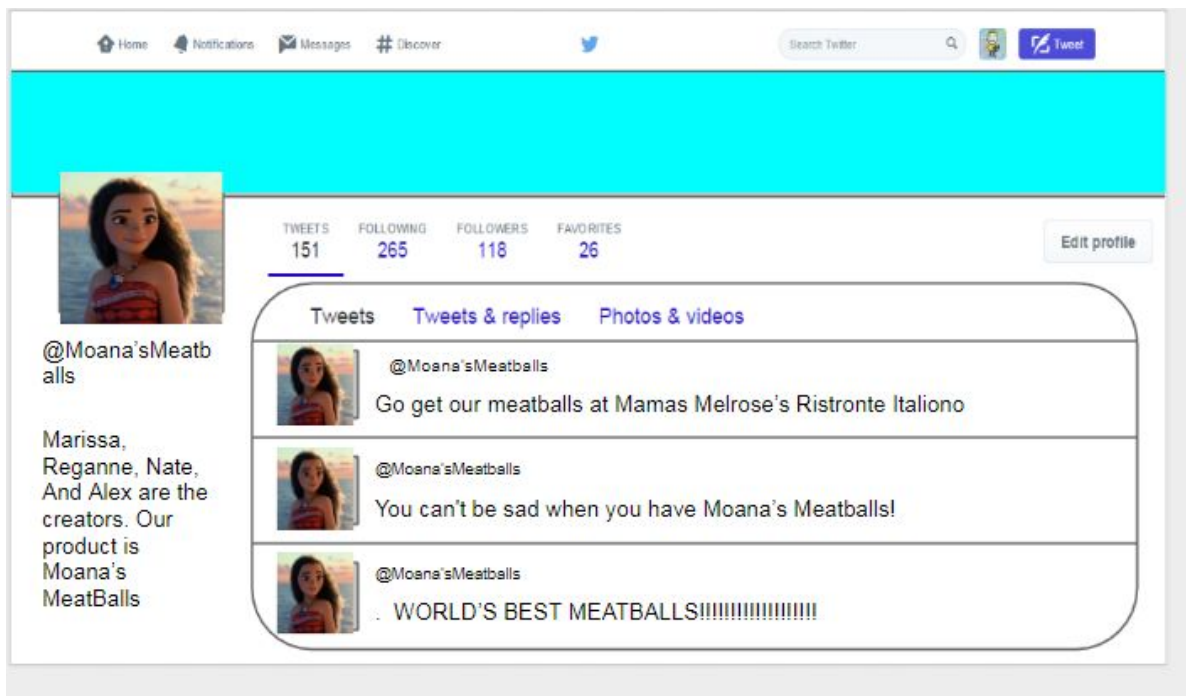 Home Notifications Messages # Discover Search Twitter Tweet
TWEETS FOLLOWING FOLLOWERS FAVORITES
151 265 118 26
Edit profile
@Moana’sMeatb
alls
Marissa,
Reganne, Nate,
And Alex are the
creators. Our
product is
Moana’s
MeatBalls
Tweets Tweets & replies Photos & videos
@Moana’sMeatballs
Go get our meatballs at Mamas Melrose’s Ristronte Italiono
@Moana’sMeatballs
You can’t be sad when you have Moana’s Meatballs!
@Moana’sMeatballs
. WORLD’S BEST MEATBALLS!!!!!!!!!!!!!!!!!!!!